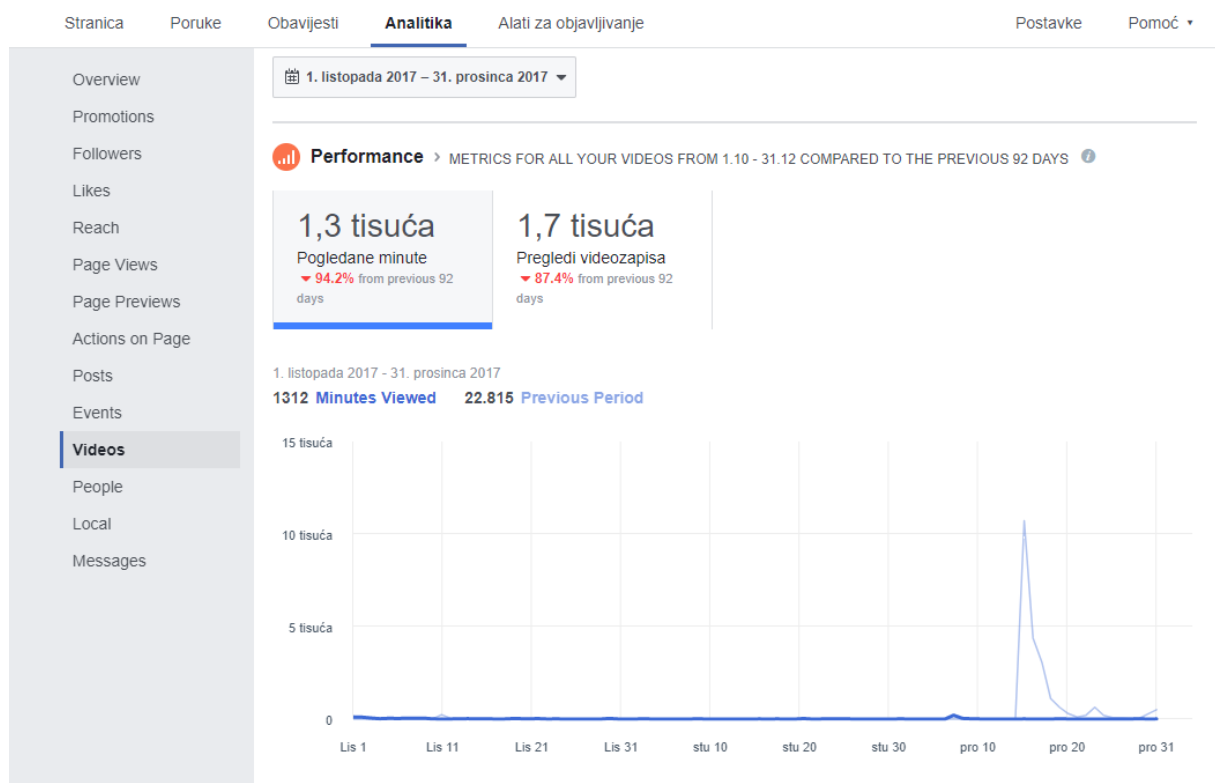 Stranica Poruke Obavijesti Analitika Alati za objavljivanje Postavke Pomoć
Overview
Promotions
Followers
Likes
Reach
Page Views
Page Previews
Actions on Page
Posts
Events
Videos
People
Local
Messages
1. listopada 2017 – 31. prosinca 2017
Performance > METRICS FOR ALL YOUR VIDEOS FROM 1.10 - 31.12 COMPARED TO THE PREVIOUS 92 DAYS
1,3 tisuća
Pogledane minute
94.2% from previous 92
days
1,7 tisuća
Pregledi videozapisa
87.4% from previous 92
days
1. listopada 2017 - 31. prosinca 2017
1312 Minutes Viewed 22.815 Previous Period
15 tisuća
10 tisuća
5 tisuća
0
Lis 1 Lis 11 Lis 21 Lis 31 stu 10 stu 20 stu 30 pro 10 pro 20 pro 31